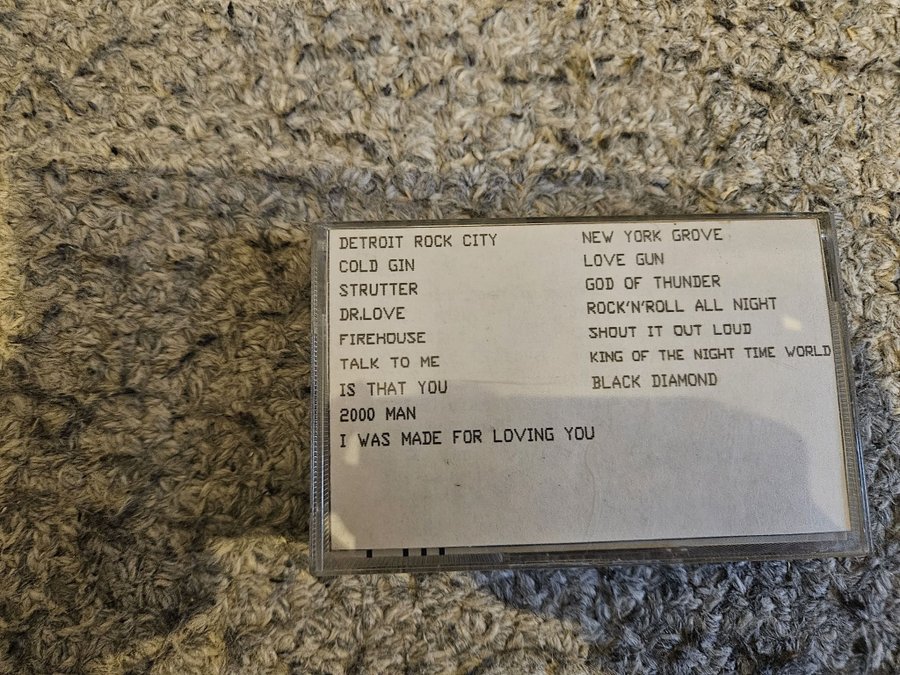 DETROIT ROCK CITY
COLD GIN
STRUTTER
DR.LOVE
FIREHOUSE
TALK TO ME
IS THAT YOU
2000 MAN
I WAS MADE FOR LOVING YOU
NEW YORK GROVE
LOVE GUN
GOD OF THUNDER
ROCK'N'ROLL ALL NIGHT
SHOUT IT OUT LOUD
KING OF THE NIGHT TIME WORLD
BLACK DIAMOND